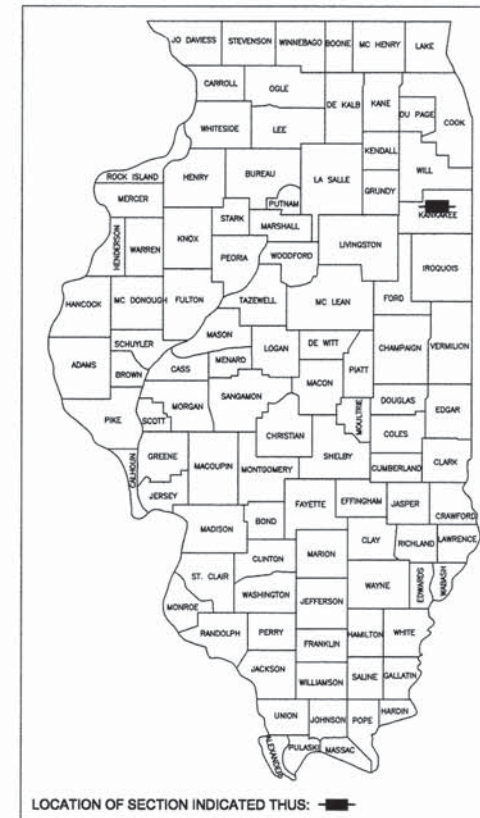 JO DAVIESS STEVENSON WINNEBAGO BOONE MC HENRY LAKE
CARROLL OGLE DE KALB KANE DU PAGE COOK
WHITESIDE LEE KENDALL WILL
ROCK ISLAND HENRY BUREAU LA SALLE GRUNDY
MERCER PUTNAM KANKAKEE
HENDERSON WARREN KNOX STARK MARSHALL LIVINGSTON
PEORIA WOODFORD IROQUOIS
HANCOCK MC DONOUGH FULTON TAZEWELL MC LEAN FORD
SCHUYLER MASON LOGAN DE WITT CHAMPAIGN VERMILION
ADAMS BROWN CASS MENARD MACON PIATT
PIKE SCOTT MORGAN SANGAMON CHRISTIAN MOULTRIE DOUGLAS EDGAR
COLES
CALHOUN GREENE MACOUPIN MONTGOMERY SHELBY CUMBERLAND CLARK
JERSEY FAYETTE EFFINGHAM JASPER CRAWFORD
MADISON BOND CLAY RICHLAND LAWRENCE
CLINTON MARION
ST. CLAIR WAYNE EDWARDS WABASH
MONROE WASHINGTON JEFFERSON
RANDOLPH PERRY HAMILTON WHITE
FRANKLIN
JACKSON WILLIAMSON SALINE GALLATIN
UNION JOHNSON POPE HARDIN
ALEXANDER PULASKI MASSAC
LOCATION OF SECTION INDICATED THUS: